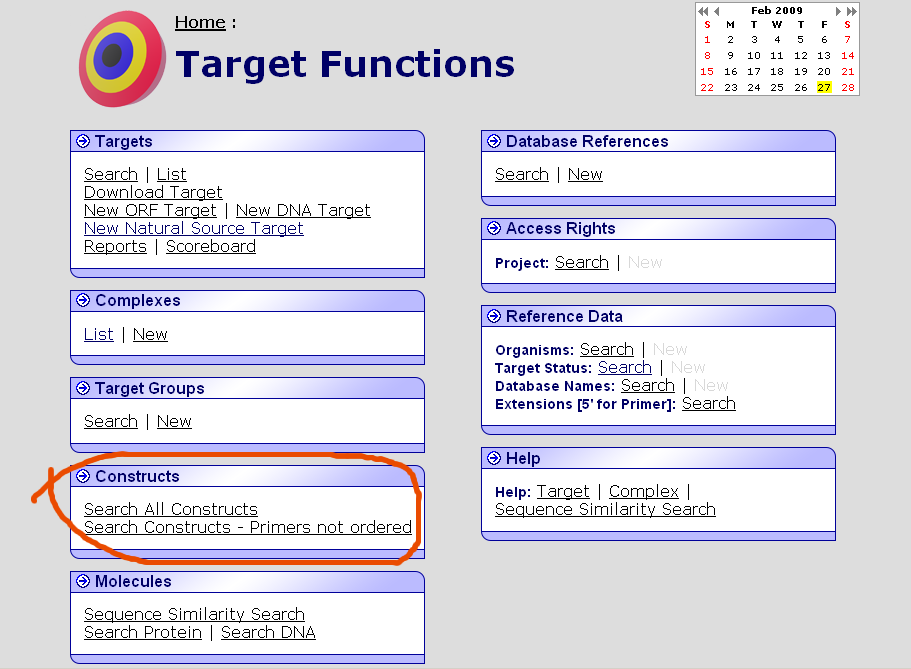 Home :
Target Functions
Feb 2009
S M T W T F S
1 2 3 4 5 6 7
8 9 10 11 12 13 14
15 16 17 18 19 20 21
22 23 24 25 26 27 28
Targets
Search | List
Download Target
New ORF Target | New DNA Target
New Natural Source Target
Reports | Scoreboard
Complexes
List | New
Target Groups
Search | New
Constructs
Search All Constructs
Search Constructs - Primers not ordered
Molecules
Sequence Similarity Search
Search Protein | Search DNA
Database References
Search | New
Access Rights
Project: Search | New
Reference Data
Organisms: Search | New
Target Status: Search | New
Database Names: Search | New
Extensions [5' for Primer]: Search
Help
Help: Target | Complex |
Sequence Similarity Search